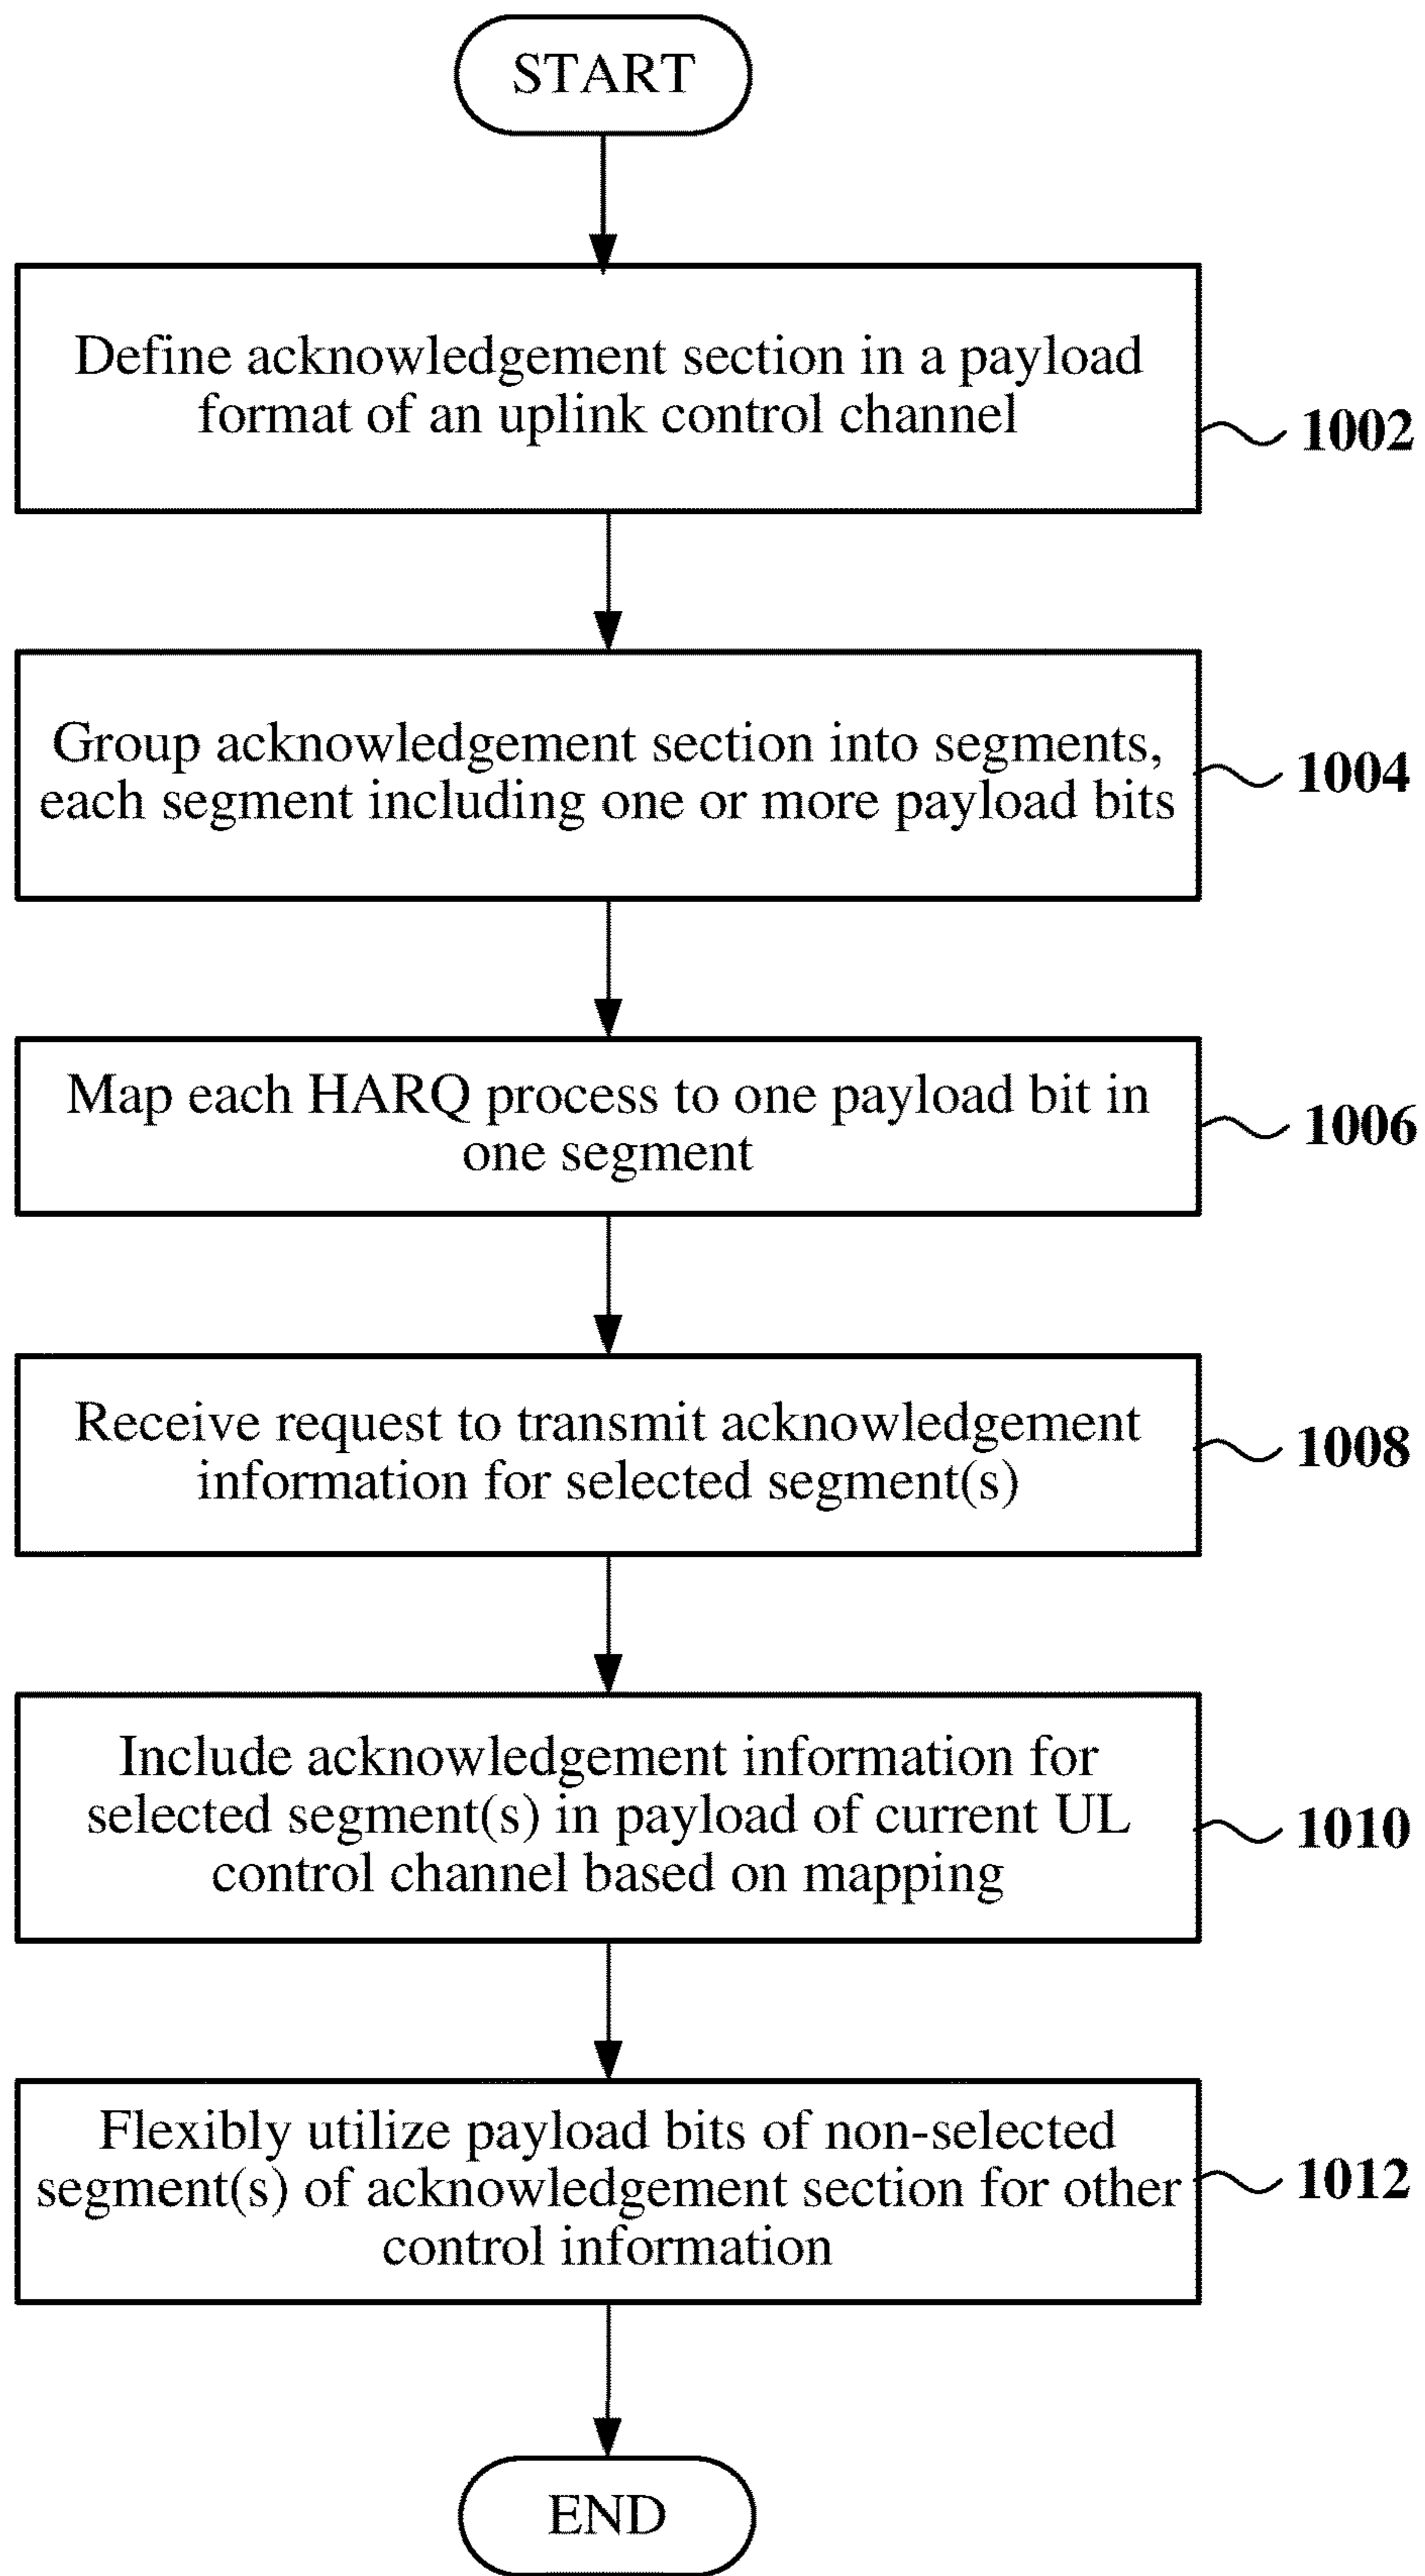 START
Define acknowledgement section in a payload
format of an uplink control channel
1002
Group acknowledgement section into segments,
each segment including one or more payload bits
1004
Map each HARQ process to one payload bit in
one segment
1006
Receive request to transmit acknowledgement
information for selected segment(s)
1008
Include acknowledgement information for
selected segment(s) in payload of current UL
control channel based on mapping
1010
Flexibly utilize payload bits of non-selected
segment(s) of acknowledgement section for other
control information
1012
END